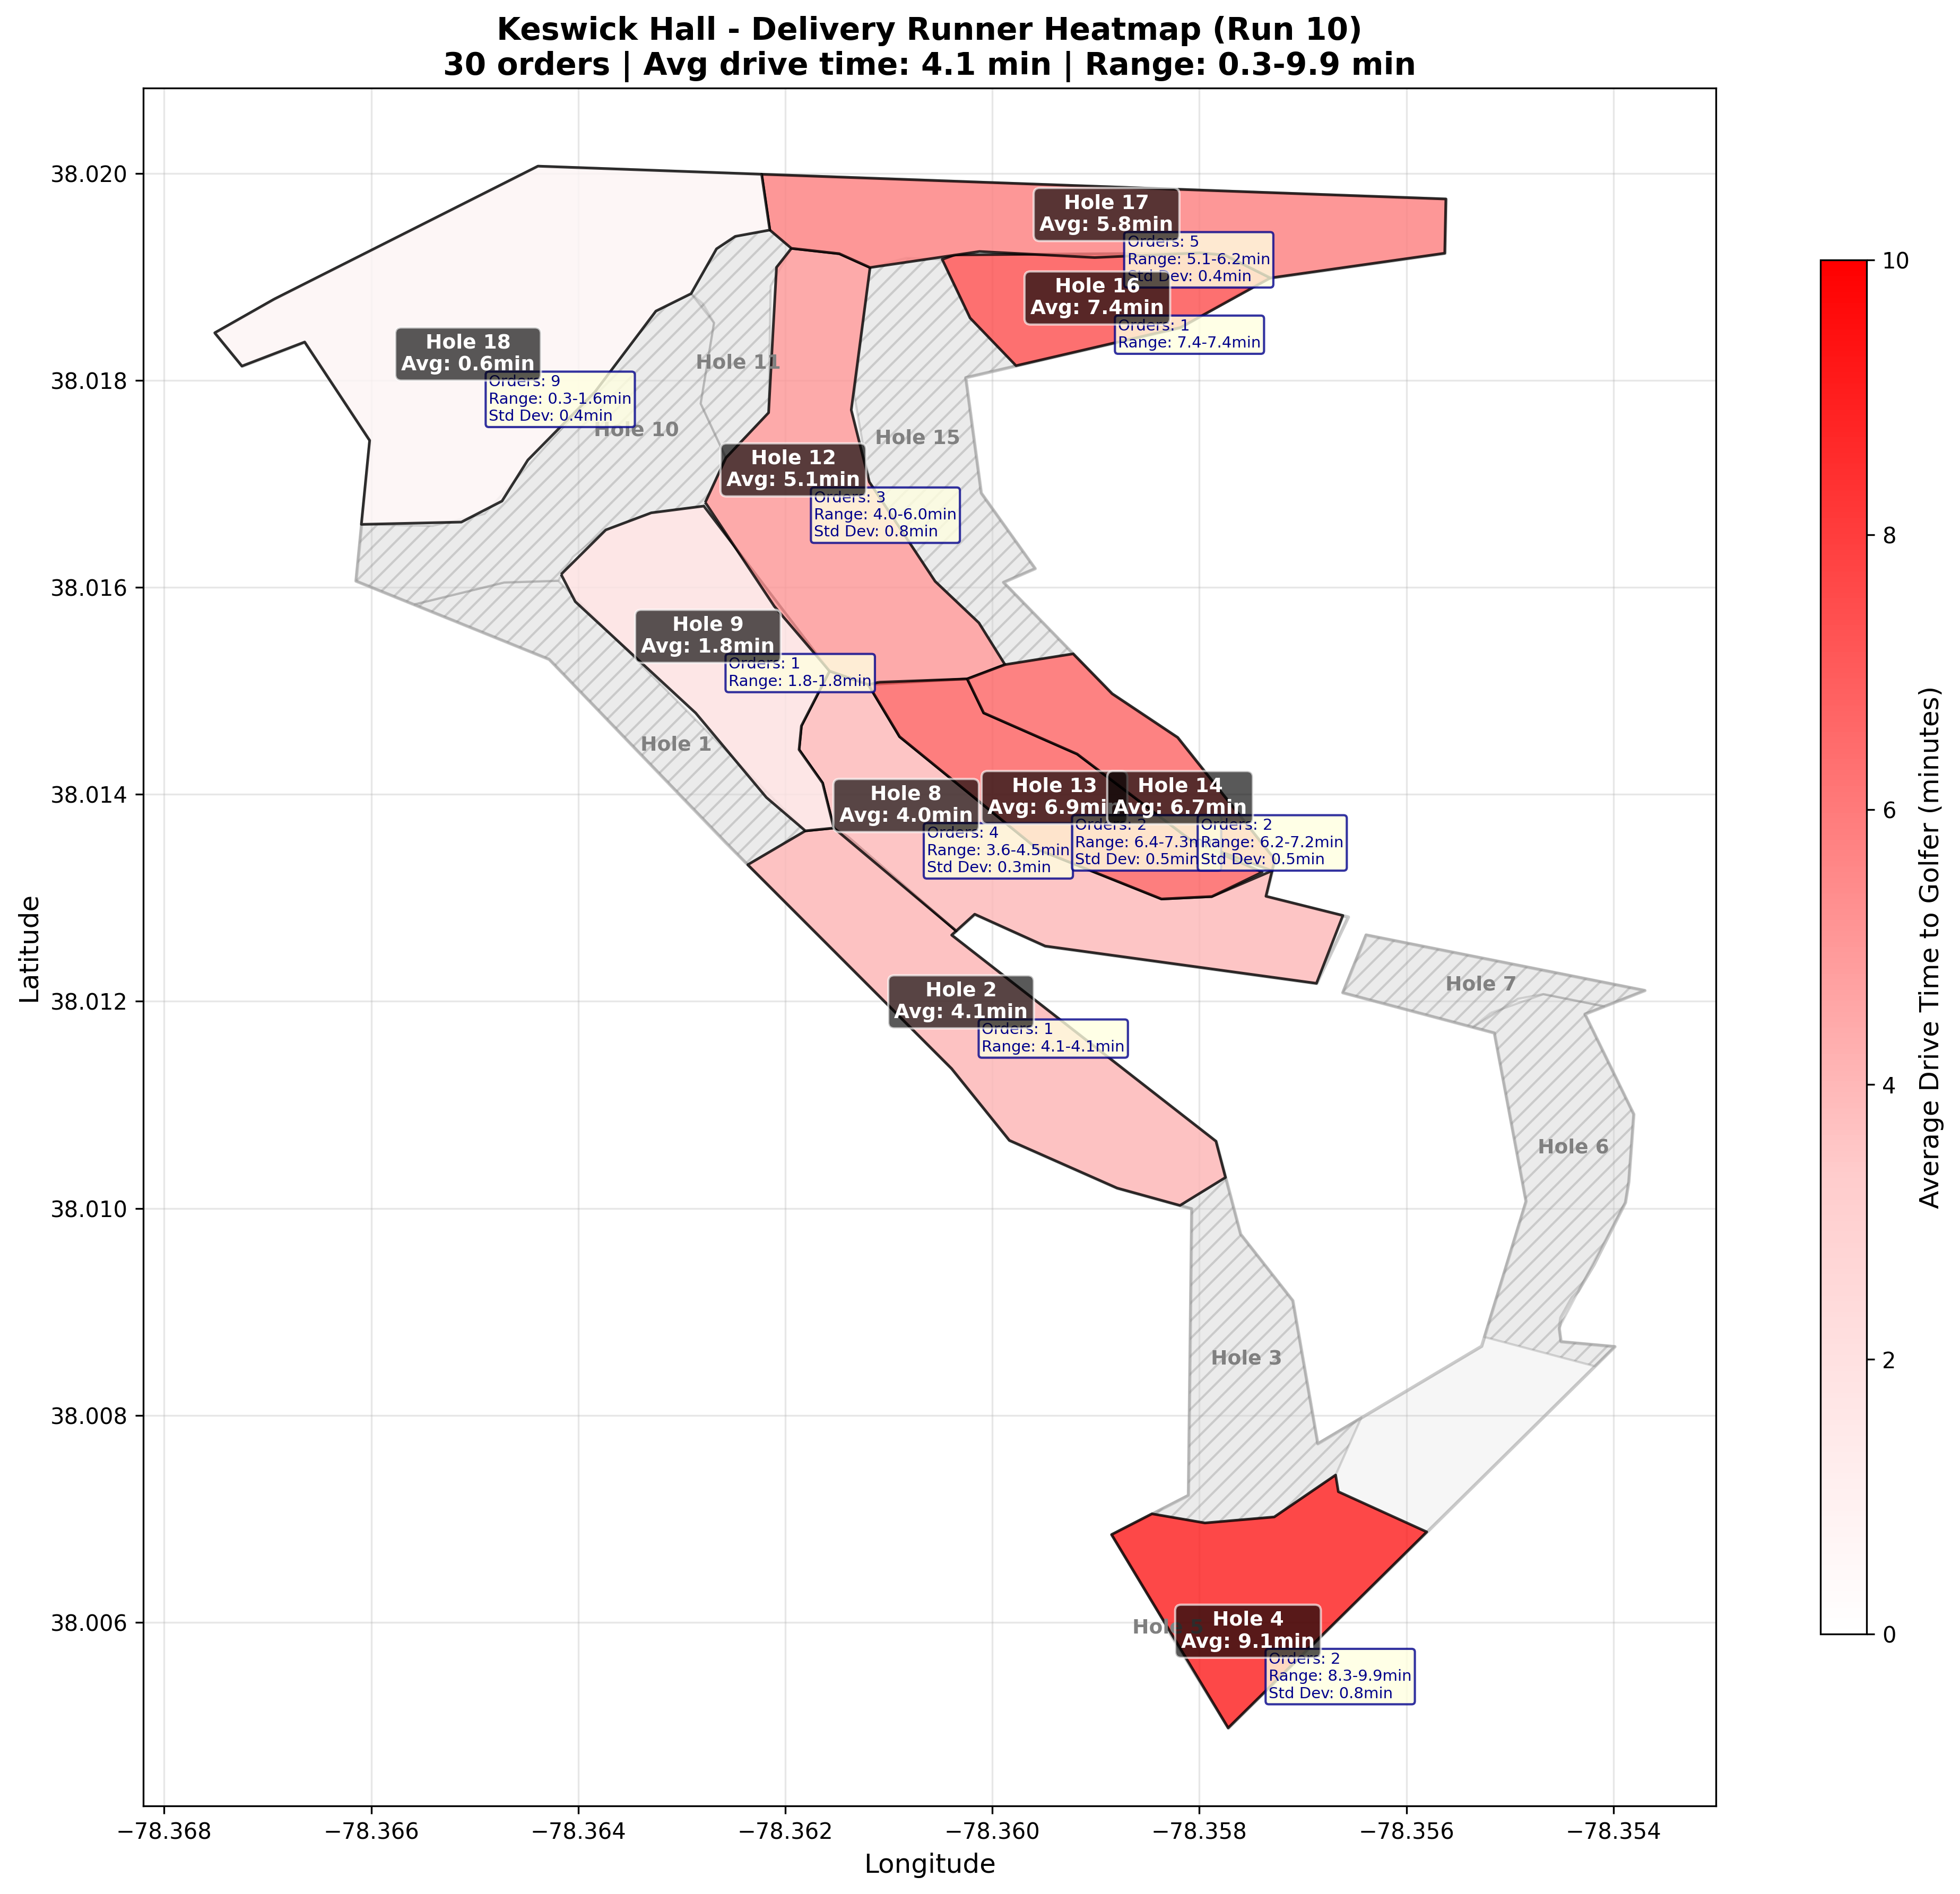 Keswick Hall - Delivery Runner Heatmap (Run 10)
30 orders | Avg drive time: 4.1 min | Range: 0.3-9.9 min
Hole 17
Avg: 5.8min
Orders: 5
Range: 5.1-6.2min
Std Dev: 0.4min
Hole 16
Avg: 7.4min
Orders: 1
Range: 7.4-7.4min
Hole 18
Avg: 0.6min
Orders: 9
Range: 0.3-1.6min
Std Dev: 0.4min
Hole 11
Hole 10
Hole 15
Hole 12
Avg: 5.1min
Orders: 3
Range: 4.0-6.0min
Std Dev: 0.8min
Hole 9
Avg: 1.8min
Orders: 1
Range: 1.8-1.8min
Hole 1
Hole 8
Avg: 4.0min
Orders: 4
Range: 3.6-4.5min
Std Dev: 0.3min
Hole 13
Avg: 6.9min
Orders: 2
Range: 6.4-7.3m
Std Dev: 0.5min
Hole 14
Avg: 6.7min
Orders: 2
Range: 6.2-7.2min
Std Dev: 0.5min
Hole 7
Hole 2
Avg: 4.1min
Orders: 1
Range: 4.1-4.1min
Hole 6
Hole 3
Hole 4
Avg: 9.1min
Orders: 2
Range: 8.3-9.9min
Std Dev: 0.8min
38.020
38.018
38.016
38.014
38.012
38.010
38.008
38.006
Latitude
−78.368
−78.366
−78.364
−78.362
−78.360
−78.358
−78.356
−78.354
Longitude
10
8
6
4
2
0
Average Drive Time to Golfer (minutes)